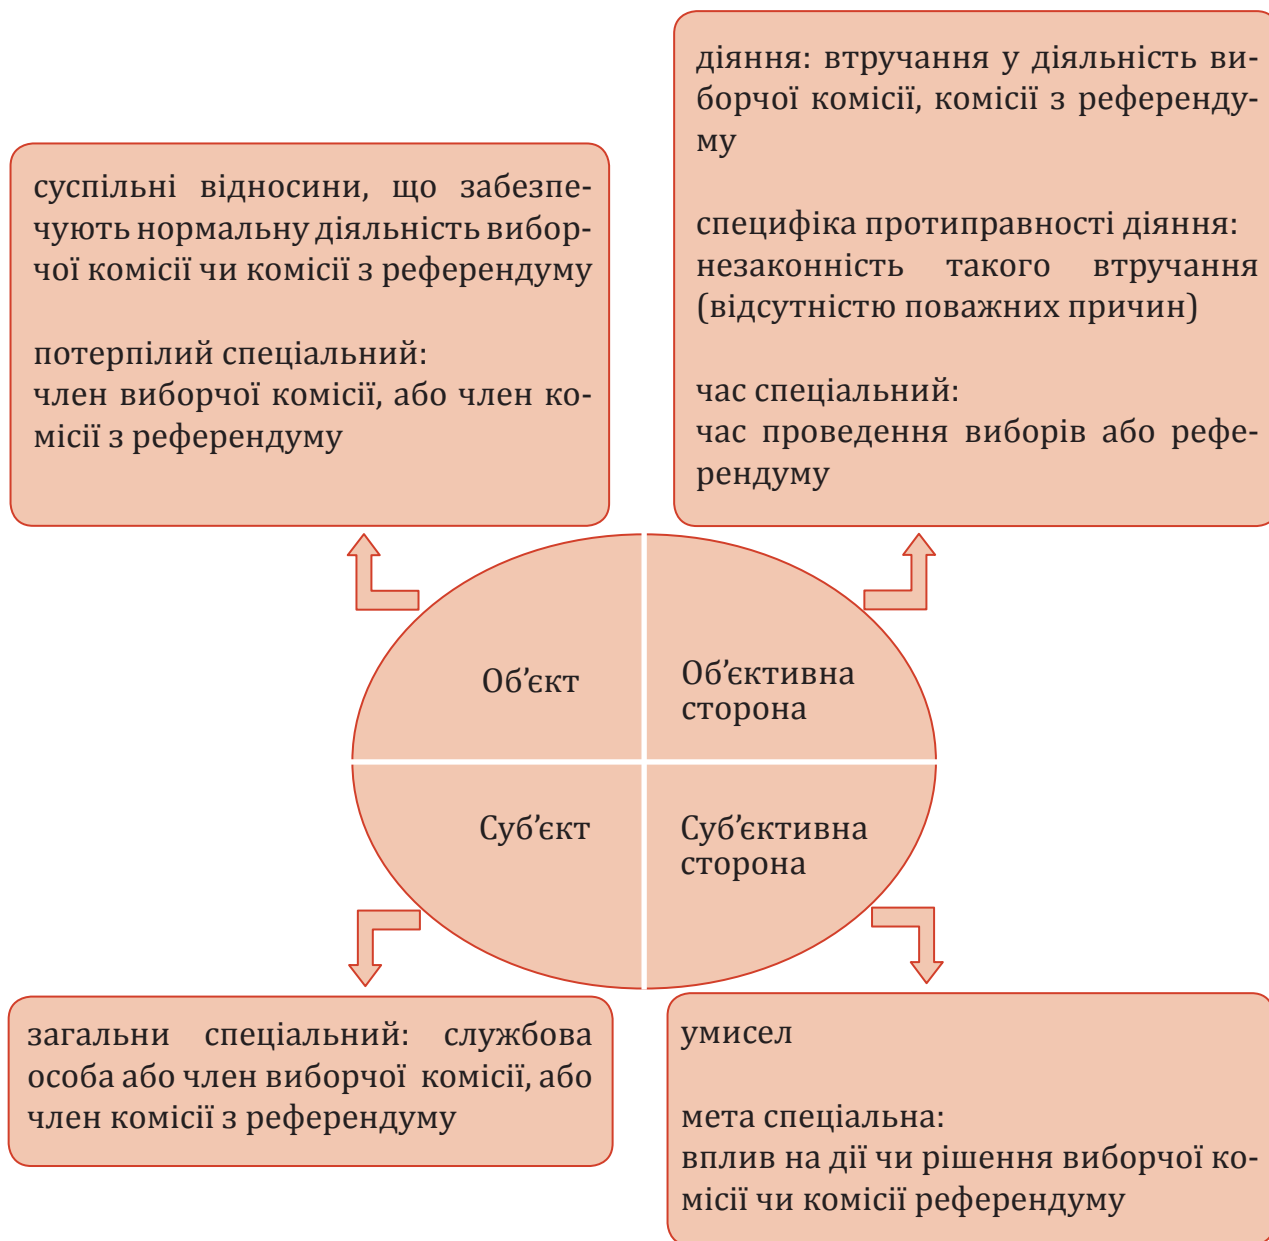 суспільні відносини, що забезпе-
чують нормальну діяльність вибор-
чої комісії чи комісії з референдуму
потерпілий спеціальний:
член виборчої комісії, або член ко-
місії з референдуму
діяння: втручання у діяльність ви-
борчої комісії, комісії з референду-
му
специфіка протиправності діяння:
незаконність такого втручання
(відсутністю поважних причин)
час спеціальний:
час проведення виборів або рефе-
рендуму
Об’єкт
Об’єктивна
сторона
Суб’єкт
Суб’єктивна
сторона
загальни спеціальний: службова
особа або член виборчої комісії, або
член комісії з референдуму
умисел
мета спеціальна:
вплив на дії чи рішення виборчої ко-
місії чи комісії референдуму